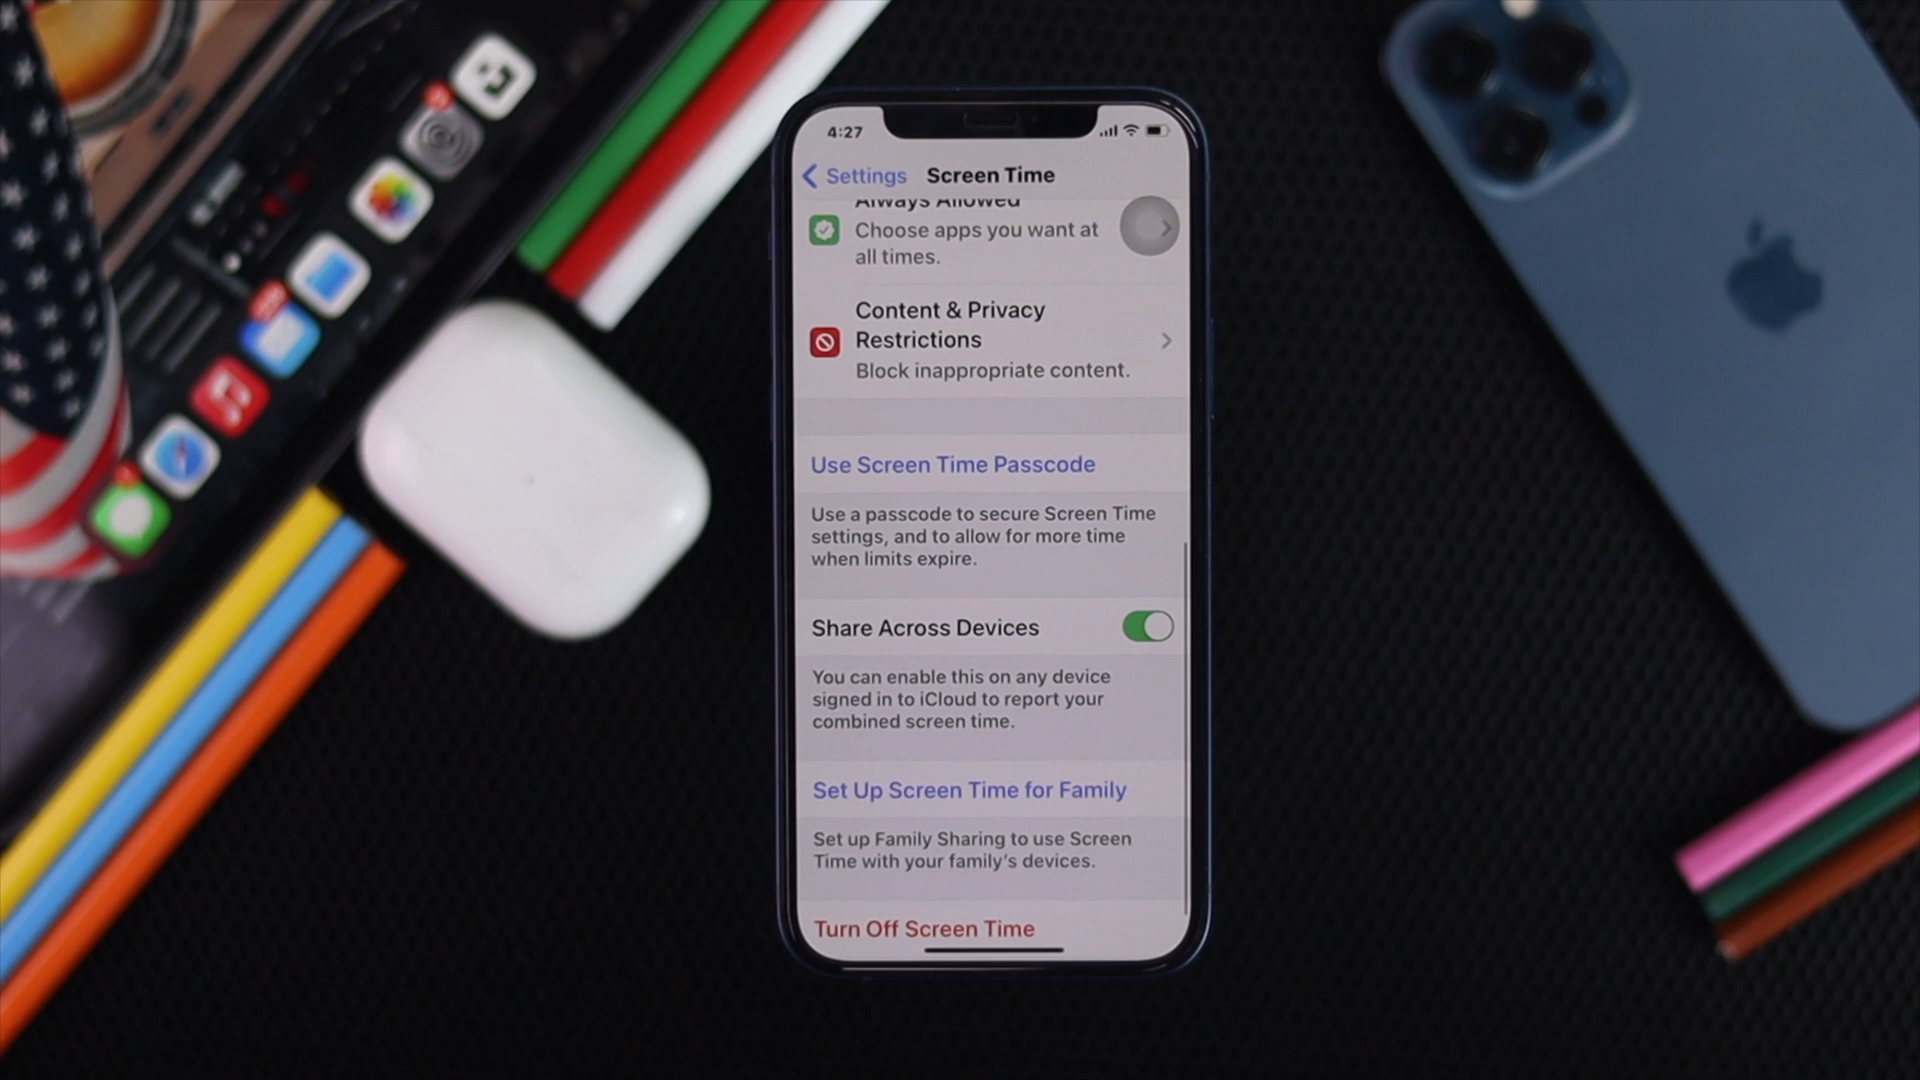 4:27
Settings Screen Time
Always Allowed
Choose apps you want at
all times.
Content & Privacy
Restrictions
Block inappropriate content.
Use Screen Time Passcode
Use a passcode to secure Screen Time
settings, and to allow for more time
when limits expire.
Share Across Devices
You can enable this on any device
signed in to iCloud to report your
combined screen time.
Set Up Screen Time for Family
Set up Family Sharing to use Screen
Time with your family's devices.
Turn Off Screen Time